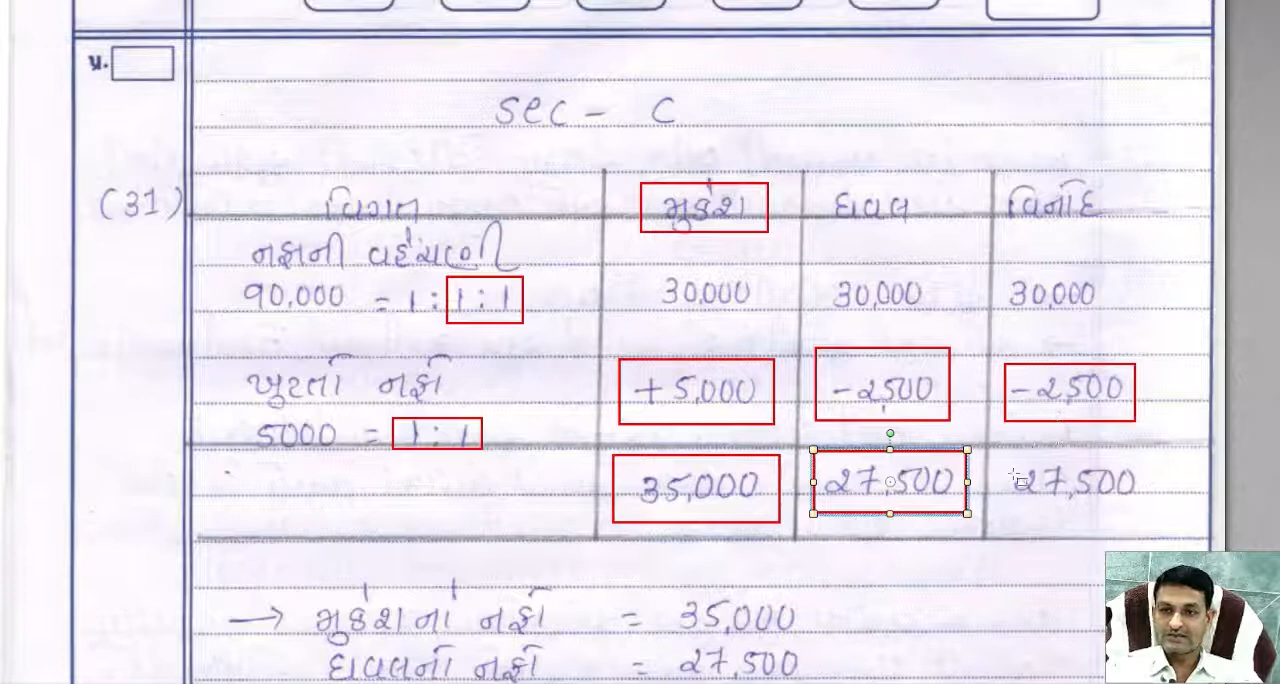 પ્ર.
Sec - C
(31) વિગત મુકેશ ધવલ વિનોદ
નફાની વહેંચણી
90,000 = 1 : 1 : 1 30,000 30,000 30,000
ખુટતો નફો +5,000 -2,500 -2,500
5000 = 1 : 1
35,000 27,500 27,500
→ મુકેશનો નફો = 35,000
ધવલનો નફો = 27,500